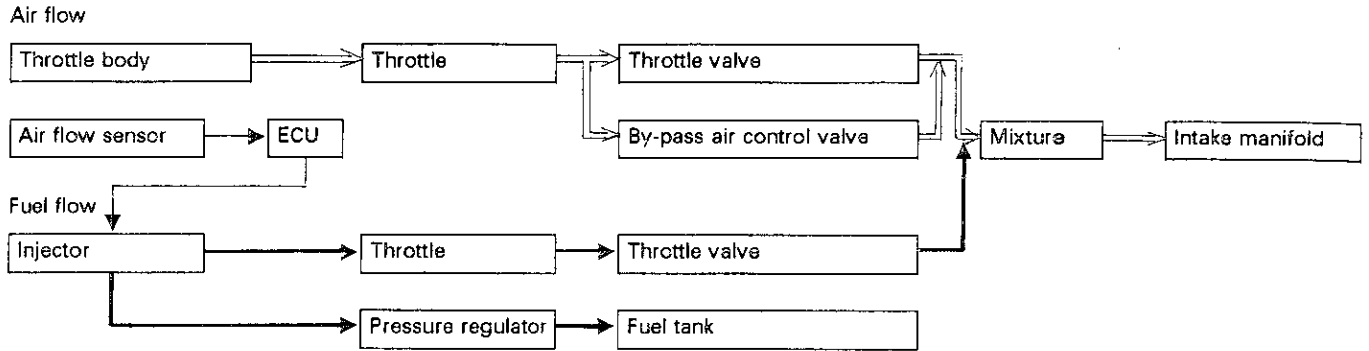 Air flow
Throttle body
Throttle
Throttle valve
Air flow sensor
ECU
By-pass air control valve
Mixture
Intake manifold
Fuel flow
Injector
Throttle
Throttle valve
Pressure regulator
Fuel tank